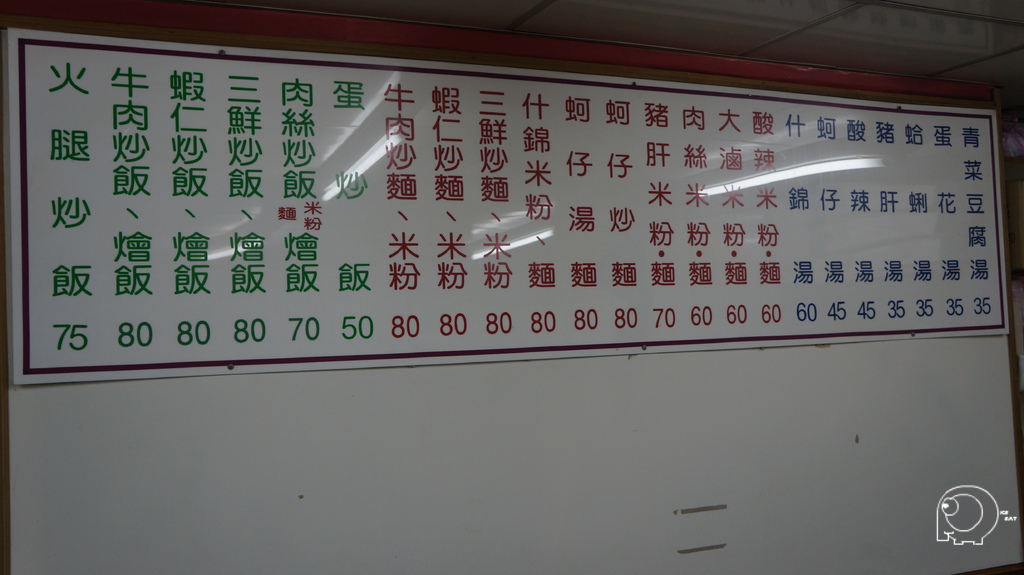 火腿炒飯 75
牛肉炒飯、燴飯 80
蝦仁炒飯、燴飯 80
三鮮炒飯、燴飯 80
肉絲炒飯麵米粉燴飯 70
蛋炒飯 50
牛肉炒麵、米粉 80
蝦仁炒麵、米粉 80
三鮮炒麵、米粉 80
什錦米粉、麵 80
蚵仔湯麵 80
蚵仔炒麵 80
豬肝米粉•麵 70
肉絲米粉•麵 60
大滷米粉•麵 60
酸辣米粉•麵 60
什錦湯 60
蚵仔湯 45
酸辣湯 45
豬肝湯 35
蛤蜊湯 35
蛋花湯 35
青菜豆腐湯 35
ICE
BAY